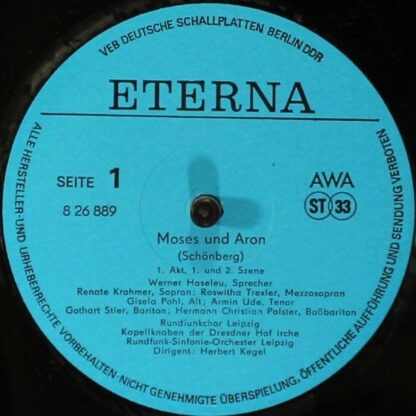 VEB DEUTSCHE SCHALLPLATTEN BERLIN DDR
ETERNA
SEITE 1
8 26 889
AWA
ST 33
Moses und Aron
(Schönberg)
1. Akt, 1. und 2. Szene
Werner Haseleu, Sprecher
Renate Krahmer, Sopran; Roswitha Trexler, Mezzosopran
Gisela Pohl, Alt; Armin Ude, Tenor
Gothart Stier, Bariton; Hermann Christian Polster, Baßbariton
Rundfunkchor Leipzig
Kapellknaben der Dresdner Hof irche
Rundfunk-Sinfonie-Orchester Leipzig
Dirigent: Herbert Kegel
ALLE HERSTELLER- UND URHEBERRECHTE VORBEHALTEN · NICHT GENEHMIGTE ÜBERSPIELUNG, ÖFFENTLICHE AUFFÜHRUNG UND SENDUNG VERBOTEN